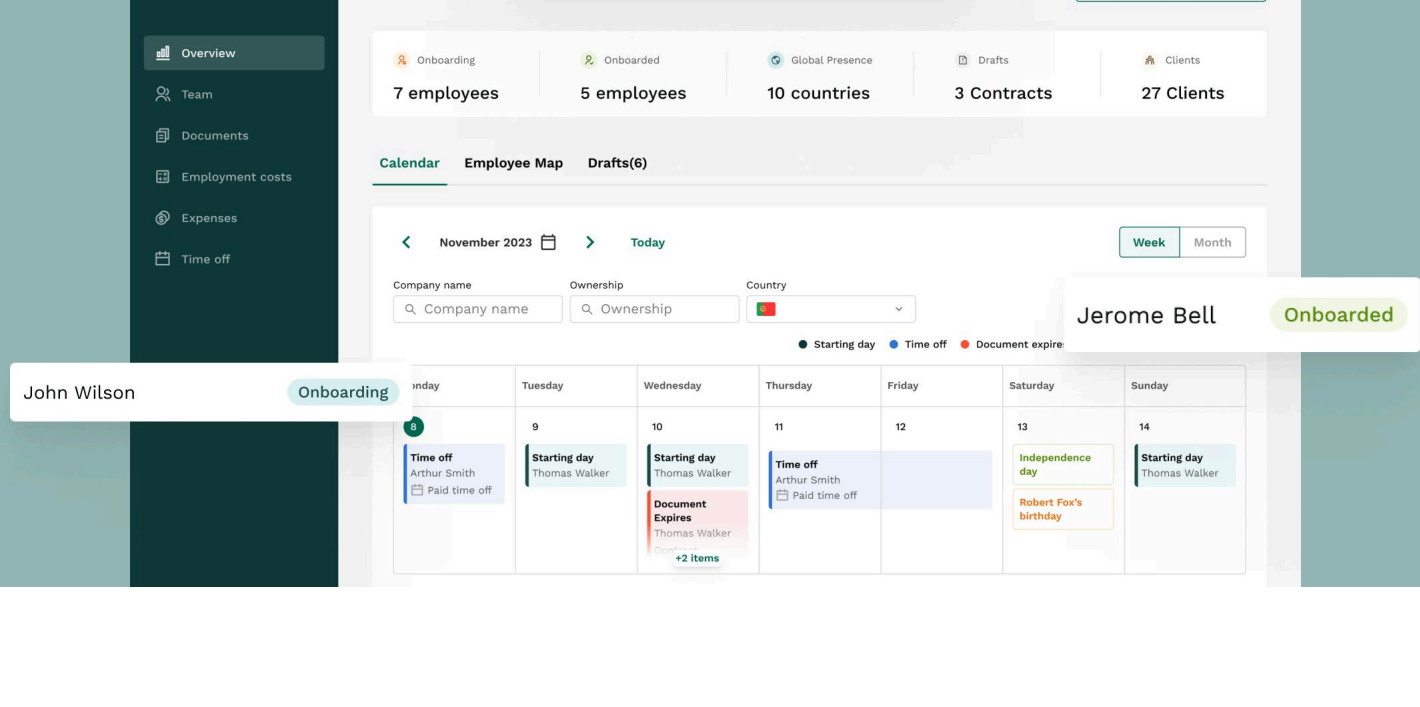 Overview
Team
Documents
Employment costs
Expenses
Time off
Onboarding
7 employees
Onboarded
5 employees
Global Presence
10 countries
Drafts
3 Contracts
Clients
27 Clients
Calendar Employee Map Drafts(6)
November 2023 Today
Week Month
Company name Ownership Country
Company name Ownership
Jerome Bell Onboarded
Starting day Time off Document expire
John Wilson Onboarding
onday Tuesday Wednesday Thursday Friday Saturday Sunday
8 9 10 11 12 13 14
Time off
Arthur Smith
Paid time off
Starting day
Thomas Walker
Starting day
Thomas Walker
Document
Expires
Thomas Walker
Contract
+2 items
Time off
Arthur Smith
Paid time off
Independence
day
Robert Fox's
birthday
Starting day
Thomas Walker